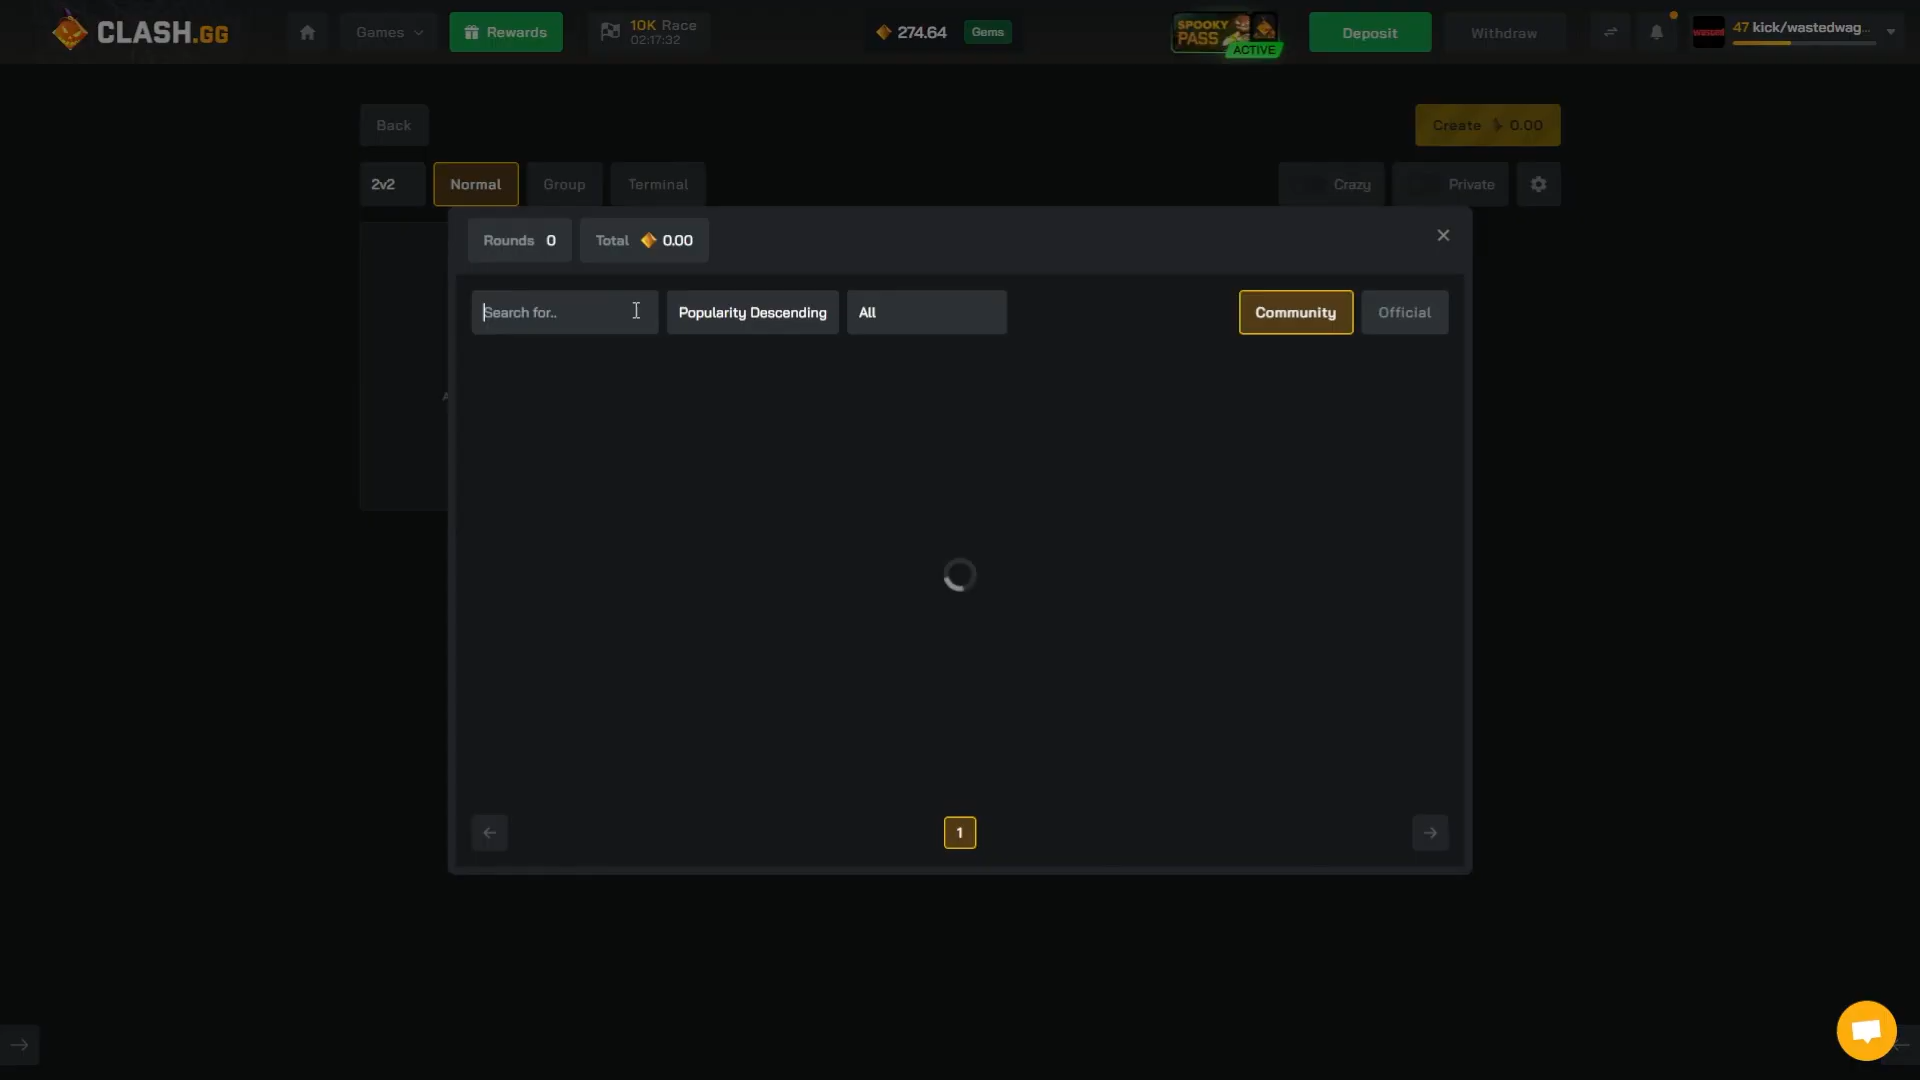 CLASH.GG
Games
Rewards
10K Race
02:17:32
274.64
Gems
SPOOKY
PASS
ACTIVE
Deposit
Withdraw
wasted
47 kick/wastedwag...
Back
Create 0.00
2v2
Normal
Group
Terminal
Crazy
Private
Rounds 0
Total 0.00
Search for..
Popularity Descending
All
Community
Official
A
1